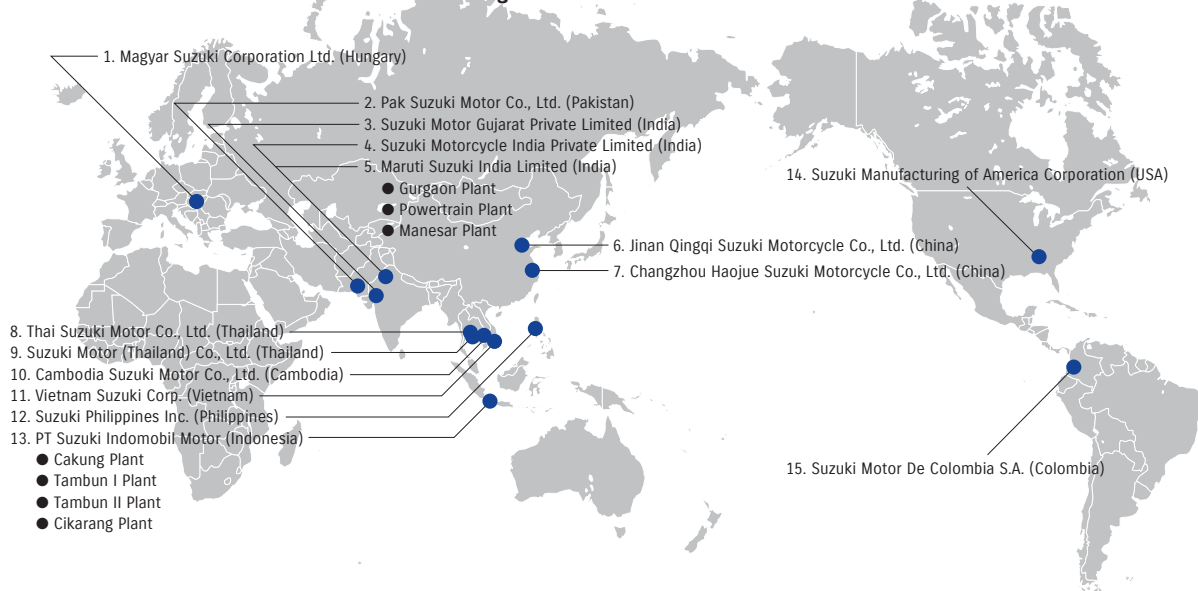 1. Magyar Suzuki Corporation Ltd. (Hungary)
2. Pak Suzuki Motor Co., Ltd. (Pakistan)
3. Suzuki Motor Gujarat Private Limited (India)
4. Suzuki Motorcycle India Private Limited (India)
5. Maruti Suzuki India Limited (India)
● Gurgaon Plant
● Powertrain Plant
● Manesar Plant
6. Jinan Qingqi Suzuki Motorcycle Co., Ltd. (China)
7. Changzhou Haojue Suzuki Motorcycle Co., Ltd. (China)
8. Thai Suzuki Motor Co., Ltd. (Thailand)
9. Suzuki Motor (Thailand) Co., Ltd. (Thailand)
10. Cambodia Suzuki Motor Co., Ltd. (Cambodia)
11. Vietnam Suzuki Corp. (Vietnam)
12. Suzuki Philippines Inc. (Philippines)
13. PT Suzuki Indomobil Motor (Indonesia)
● Cakung Plant
● Tambun I Plant
● Tambun II Plant
● Cikarang Plant
14. Suzuki Manufacturing of America Corporation (USA)
15. Suzuki Motor De Colombia S.A. (Colombia)